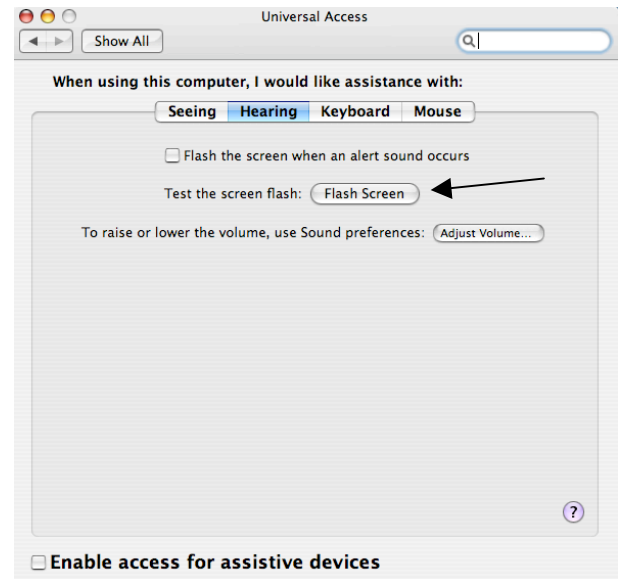 Universal Access
Show All
When using this computer, I would like assistance with:
Seeing Hearing Keyboard Mouse
Flash the screen when an alert sound occurs
Test the screen flash: Flash Screen
To raise or lower the volume, use Sound preferences: Adjust Volume...
?
Enable access for assistive devices